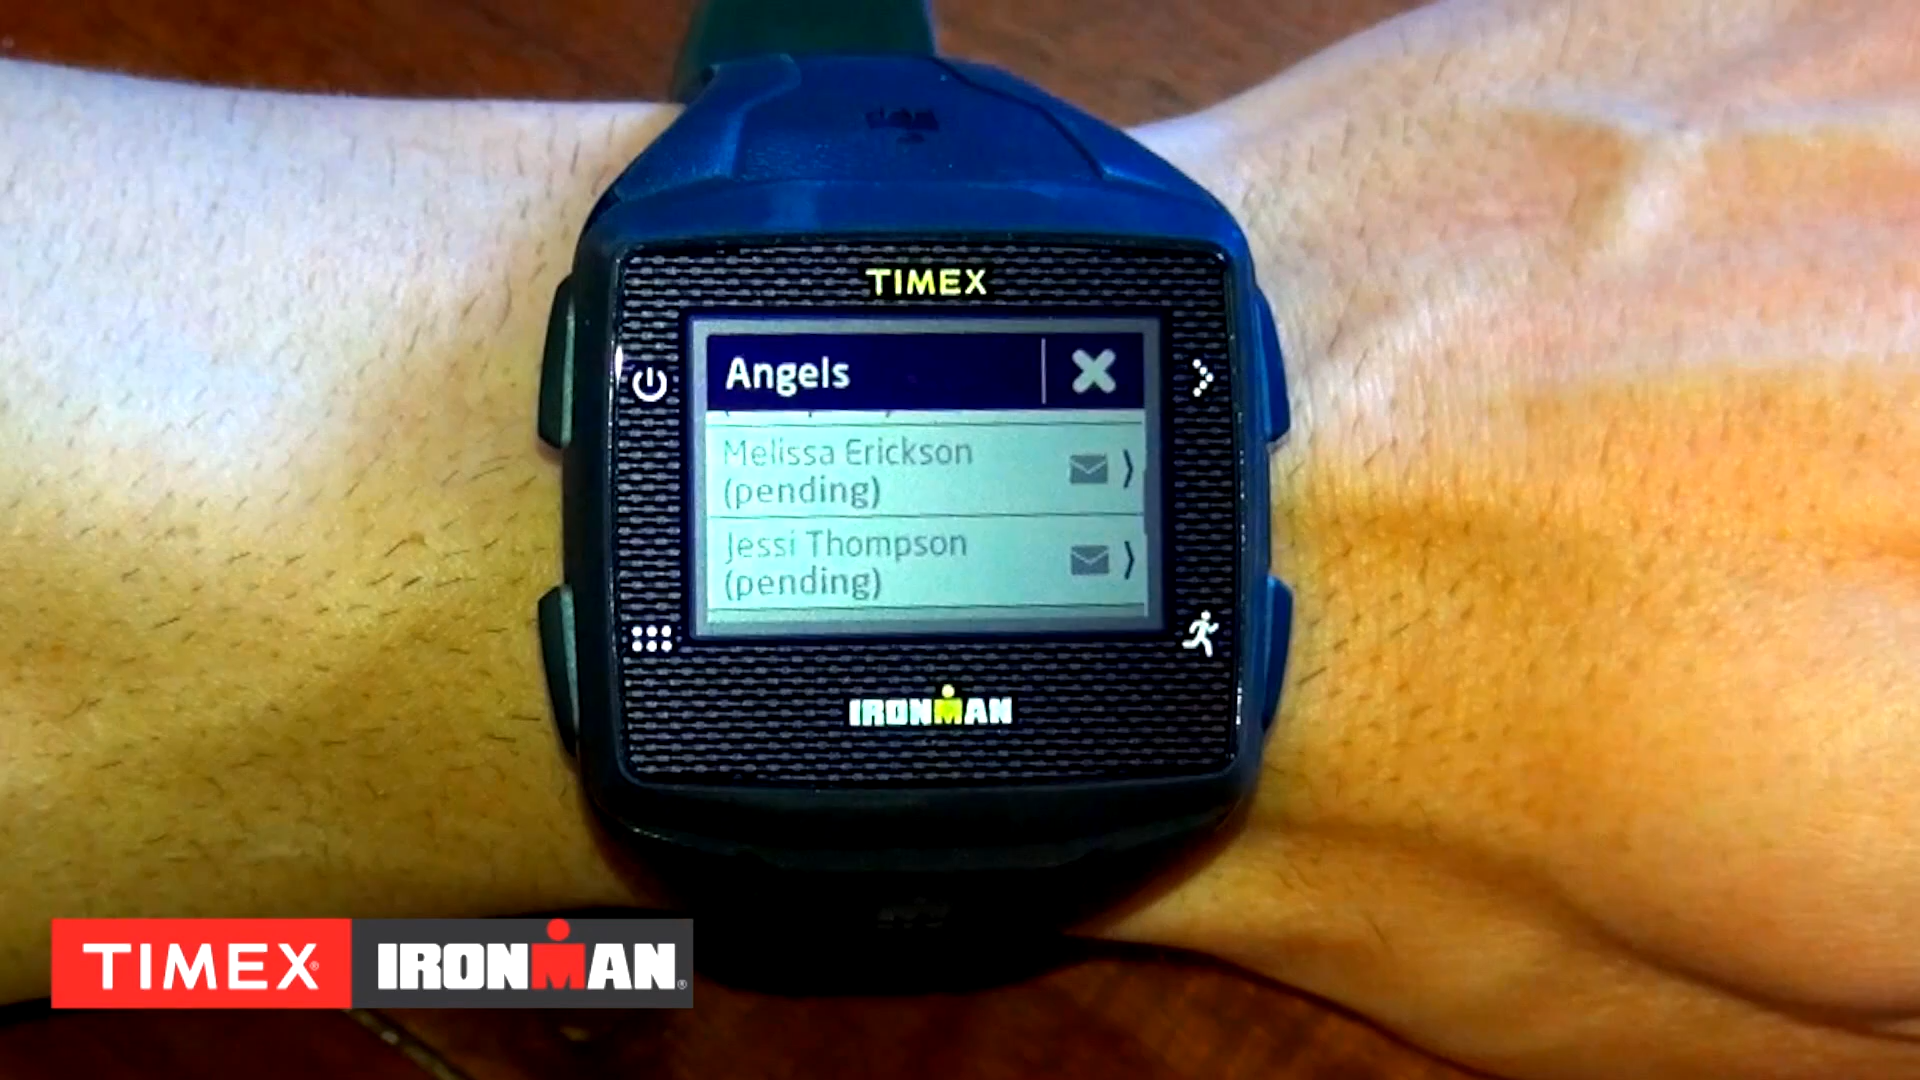 TIMEX
Angels
Melissa Erickson
(pending)
Jessi Thompson
(pending)
IRONMAN
TIMEX®
IRONMAN®